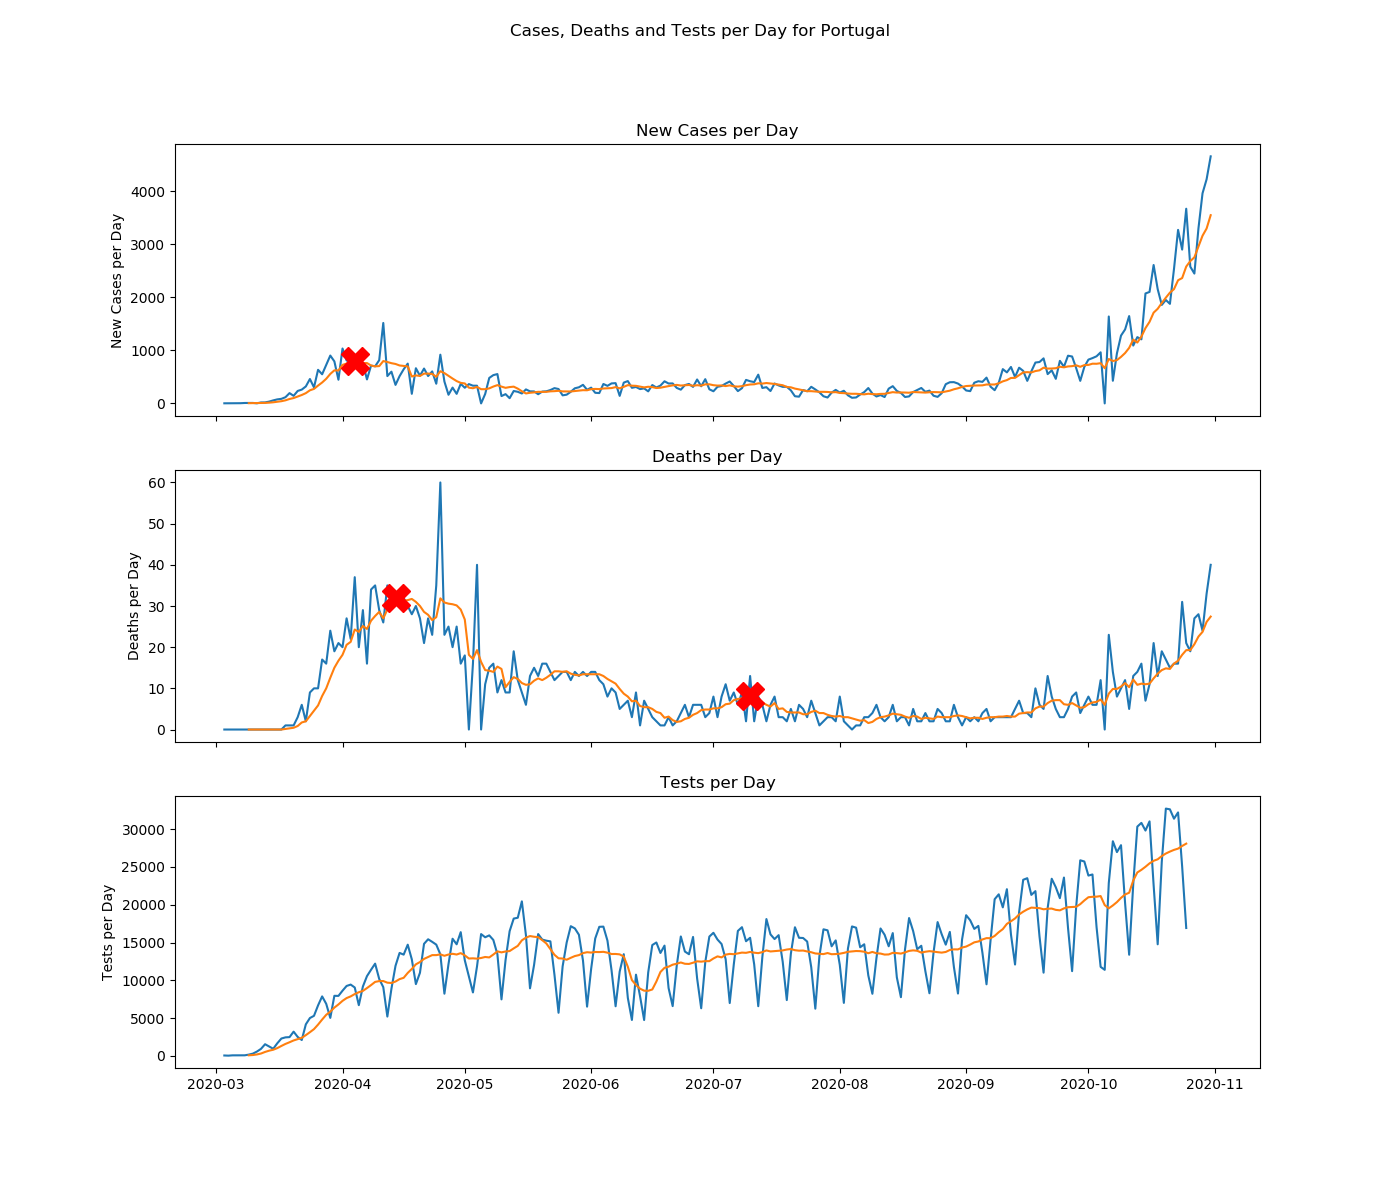 Cases, Deaths and Tests per Day for Portugal
New Cases per Day
New Cases per Day
4000
3000
2000
1000
0
Deaths per Day
Deaths per Day
60
50
40
30
20
10
0
Tests per Day
Tests per Day
30000
25000
20000
15000
10000
5000
0
2020-03 2020-04 2020-05 2020-06 2020-07 2020-08 2020-09 2020-10 2020-11